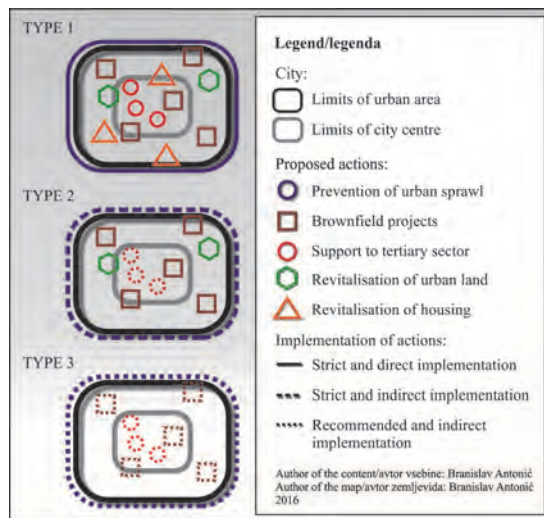 TYPE 1
TYPE 2
TYPE 3
Legend/legenda
City:
Limits of urban area
Limits of city centre
Proposed actions:
Prevention of urban sprawl
Brownfield projects
Support to tertiary sector
Revitalisation of urban land
Revitalisation of housing
Implementation of actions:
Strict and direct implementation
Strict and indirect implementation
Recommended and indirect
implementation
Author of the content/avtor vsebine: Branislav Antonić
Author of the map/avtor zemljevida: Branislav Antonić
2016